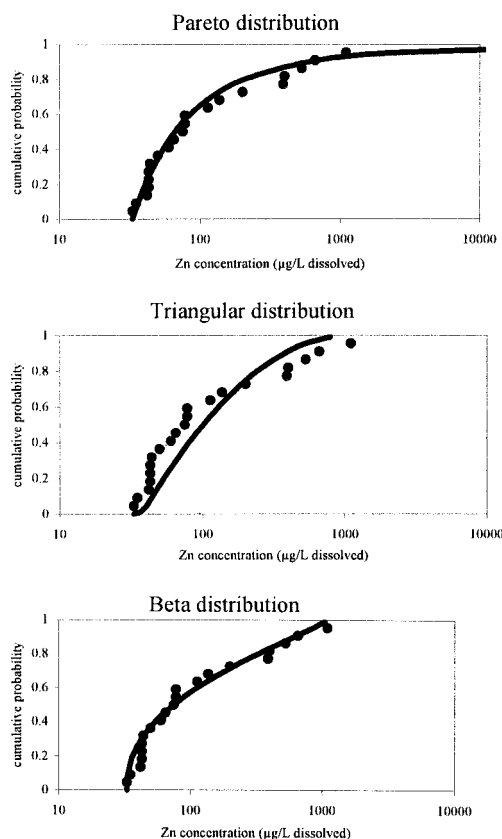 Pareto distribution
1
0.8
0.6
0.4
0.2
0
cumulative probability
10 100 1000 10000
Zn concentration (µg/L dissolved)
Triangular distribution
1
0.8
0.6
0.4
0.2
0
cumulative probability
10 100 1000 10000
Zn concentration (µg/L dissolved)
Beta distribution
1
0.8
0.6
0.4
0.2
0
cumulative probability
10 100 1000 10000
Zn concentration (µg/L dissolved)